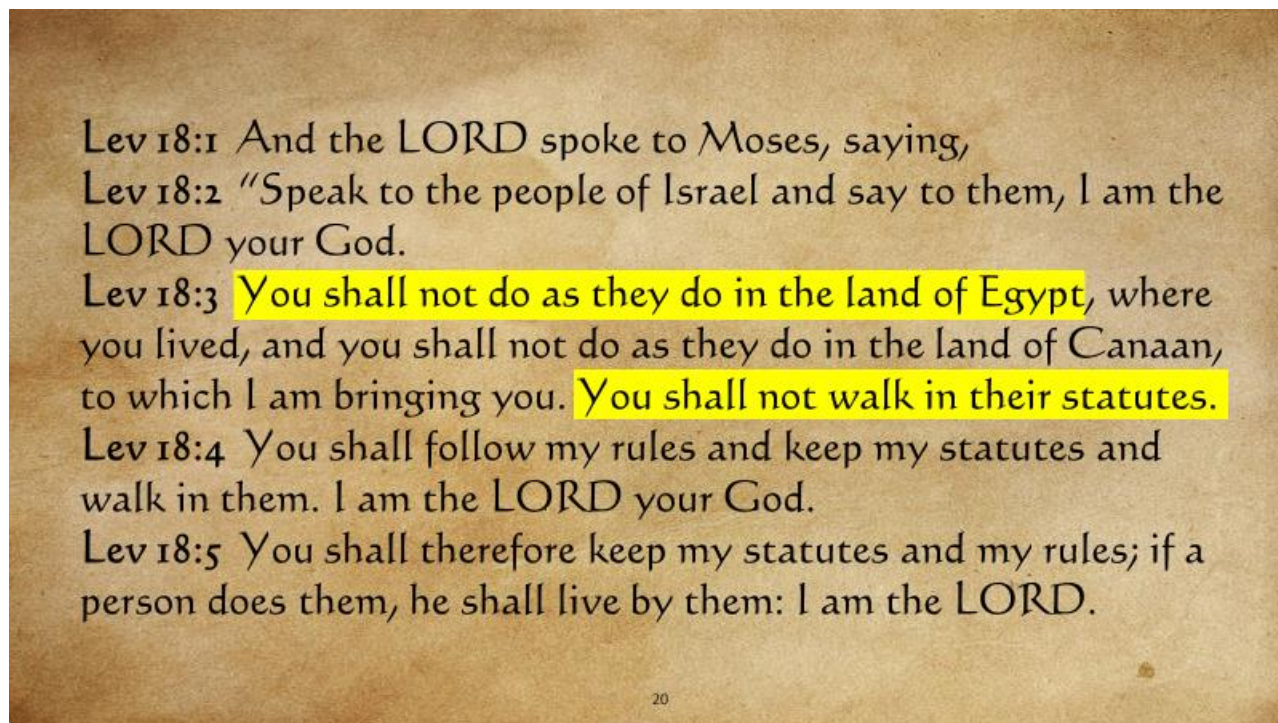 Lev 18:1 And the LORD spoke to Moses, saying,
Lev 18:2 “Speak to the people of Israel and say to them, I am the
LORD your God.
Lev 18:3 You shall not do as they do in the land of Egypt, where
you lived, and you shall not do as they do in the land of Canaan,
to which I am bringing you. You shall not walk in their statutes.
Lev 18:4 You shall follow my rules and keep my statutes and
walk in them. I am the LORD your God.
Lev 18:5 You shall therefore keep my statutes and my rules; if a
person does them, he shall live by them: I am the LORD.
20